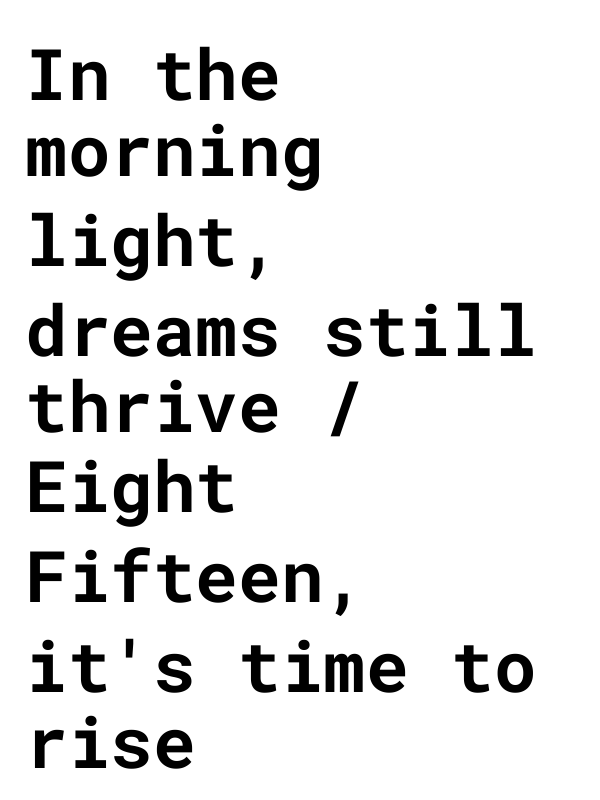 In the
morning
light,
dreams still
thrive /
Eight
Fifteen,
it's time to
rise